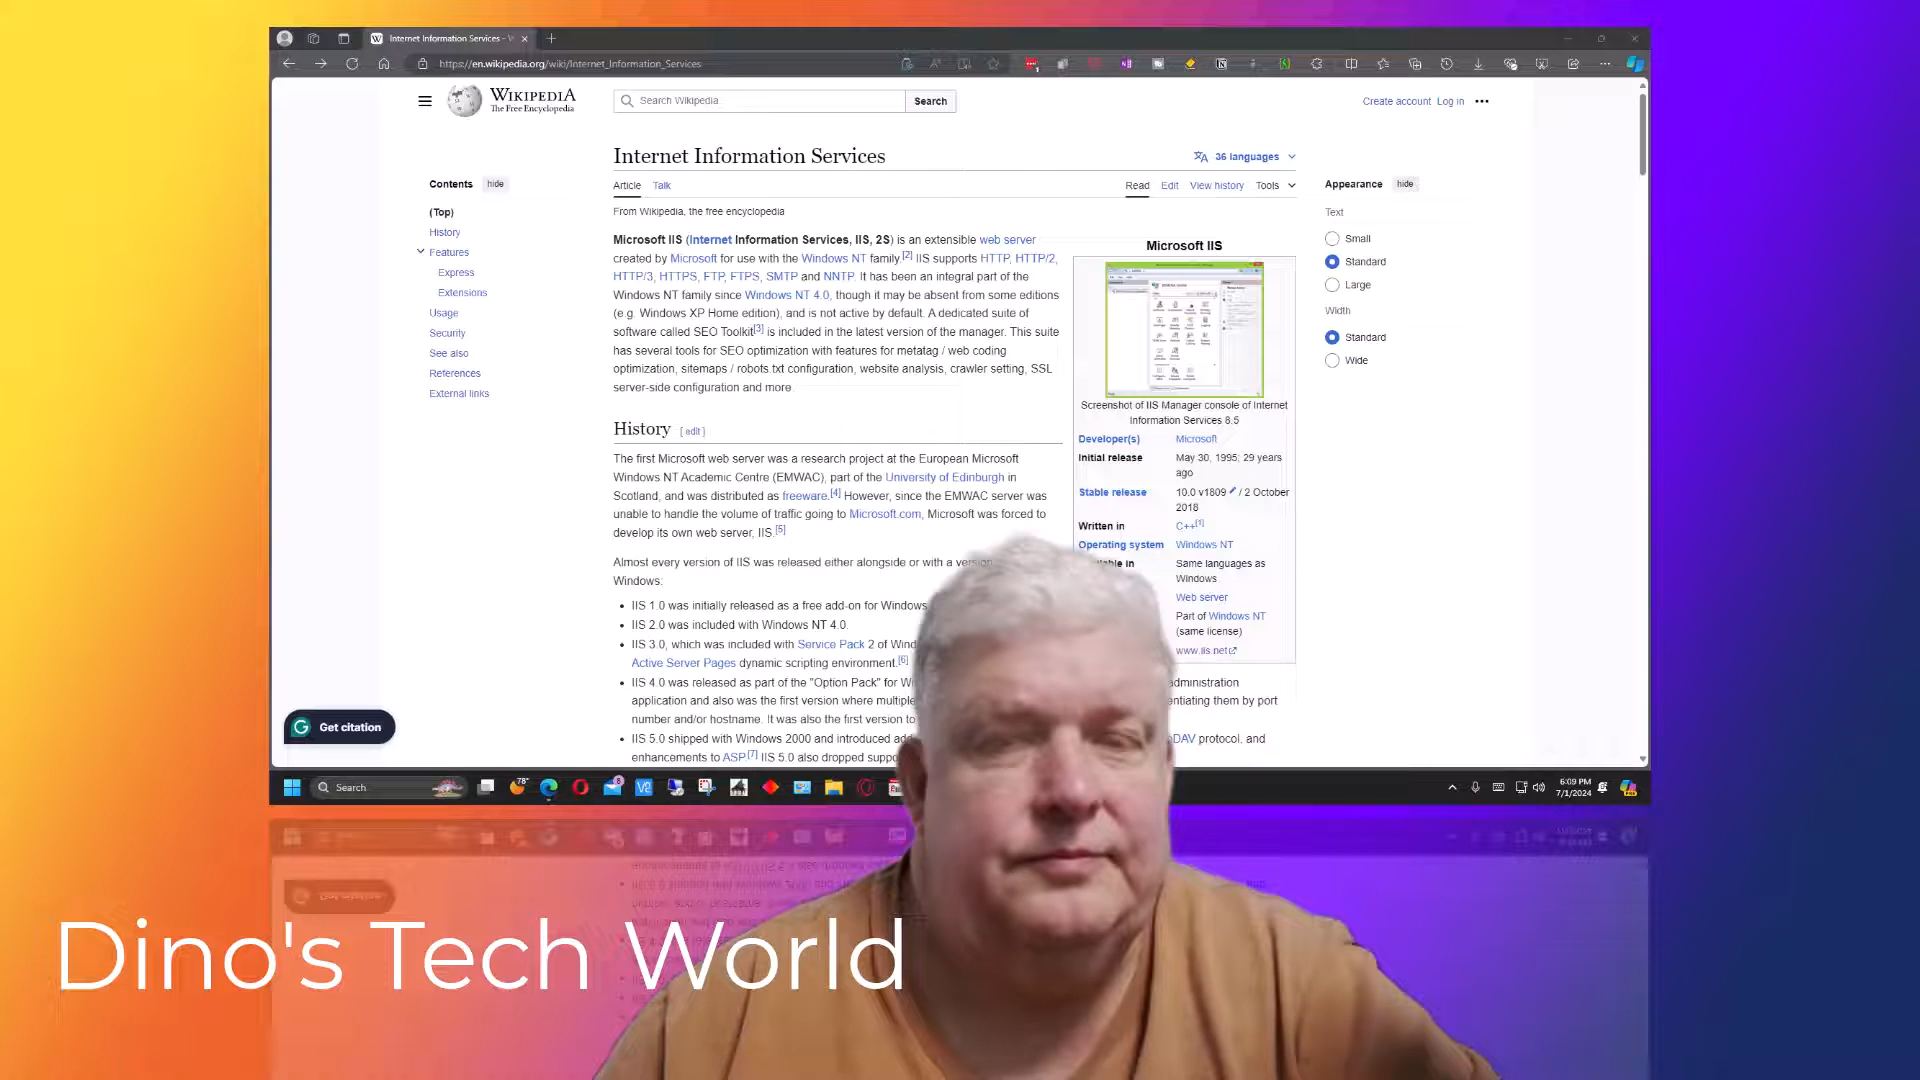 Internet Information Services -
https://en.wikipedia.org/wiki/Internet_Information_Services
WIKIPEDIA
The Free Encyclopedia
Search Wikipedia
Search
Create account Log in
Internet Information Services
36 languages
Article Talk
Read Edit View history Tools
From Wikipedia, the free encyclopedia
Contents hide
(Top)
History
Features
Express
Extensions
Usage
Security
See also
References
External links
Microsoft IIS (Internet Information Services, IIS, 2S) is an extensible web server
created by Microsoft for use with the Windows NT family.[2] IIS supports HTTP, HTTP/2,
HTTP/3, HTTPS, FTP, FTPS, SMTP and NNTP. It has been an integral part of the
Windows NT family since Windows NT 4.0, though it may be absent from some editions
(e.g. Windows XP Home edition), and is not active by default. A dedicated suite of
software called SEO Toolkit[3] is included in the latest version of the manager. This suite
has several tools for SEO optimization with features for metatag / web coding
optimization, sitemaps / robots.txt configuration, website analysis, crawler setting, SSL
server-side configuration and more
History [ edit ]
The first Microsoft web server was a research project at the European Microsoft
Windows NT Academic Centre (EMWAC), part of the University of Edinburgh in
Scotland, and was distributed as freeware.[4] However, since the EMWAC server was
unable to handle the volume of traffic going to Microsoft.com, Microsoft was forced to
develop its own web server, IIS.[5]
Almost every version of IIS was released either alongside or with a version
Windows:
• IIS 1.0 was initially released as a free add-on for Windows
• IIS 2.0 was included with Windows NT 4.0.
• IIS 3.0, which was included with Service Pack 2 of Wind
Active Server Pages dynamic scripting environment.[6]
• IIS 4.0 was released as part of the "Option Pack" for Wi administration
application and also was the first version where multiple entiating them by port
number and/or hostname. It was also the first version to
• IIS 5.0 shipped with Windows 2000 and introduced add DAV protocol, and
enhancements to ASP.[7] IIS 5.0 also dropped suppo
Microsoft IIS
Screenshot of IIS Manager console of Internet
Information Services 8.5
Developer(s) Microsoft
Initial release May 30, 1995; 29 years
ago
Stable release 10.0 v1809 / 2 October
2018
Written in C++[1]
Operating system Windows NT
in Same languages as
Windows
Web server
Part of Windows NT
(same license)
www.iis.net
Appearance hide
Text
Small
Standard
Large
Width
Standard
Wide
Get citation
Search
78°
8
6:09 PM
7/1/2024
Dino's Tech World